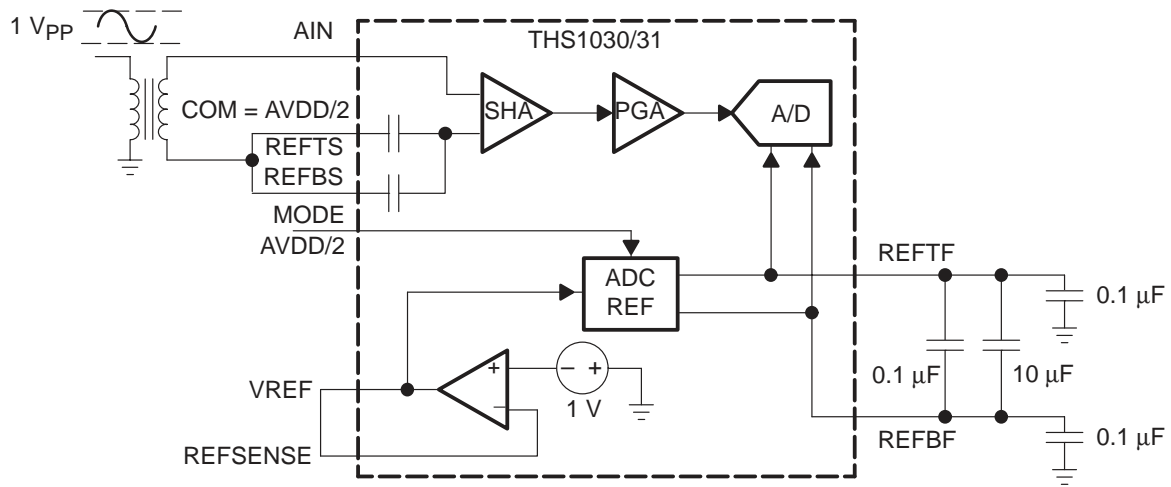 1 VPP
AIN
THS1030/31
SHA
PGA
A/D
COM = AVDD/2
REFTS
REFBS
MODE
AVDD/2
ADC
REF
REFTF
0.1 μF
0.1 μF
10 μF
VREF
+
−
− +
1 V
REFBF
0.1 μF
REFSENSE